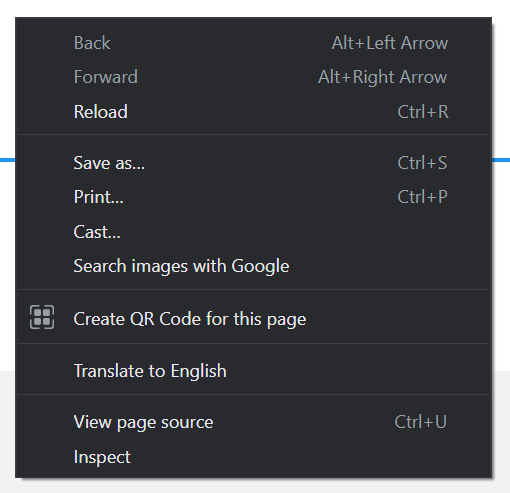 Back Alt+Left Arrow
Forward Alt+Right Arrow
Reload Ctrl+R
Save as... Ctrl+S
Print... Ctrl+P
Cast...
Search images with Google
Create QR Code for this page
Translate to English
View page source Ctrl+U
Inspect